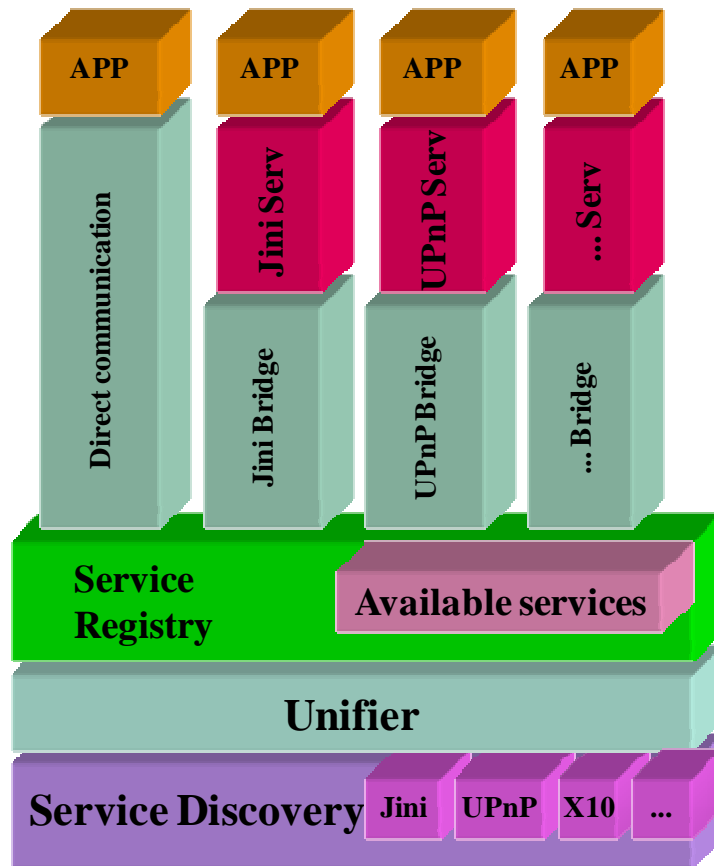 APP
APP
APP
APP
Direct communication
Jini Serv
UPnP Serv
... Serv
Jini Bridge
UPnP Bridge
... Bridge
Service
Registry
Available services
Unifier
Service Discovery
Jini
UPnP
X10
...